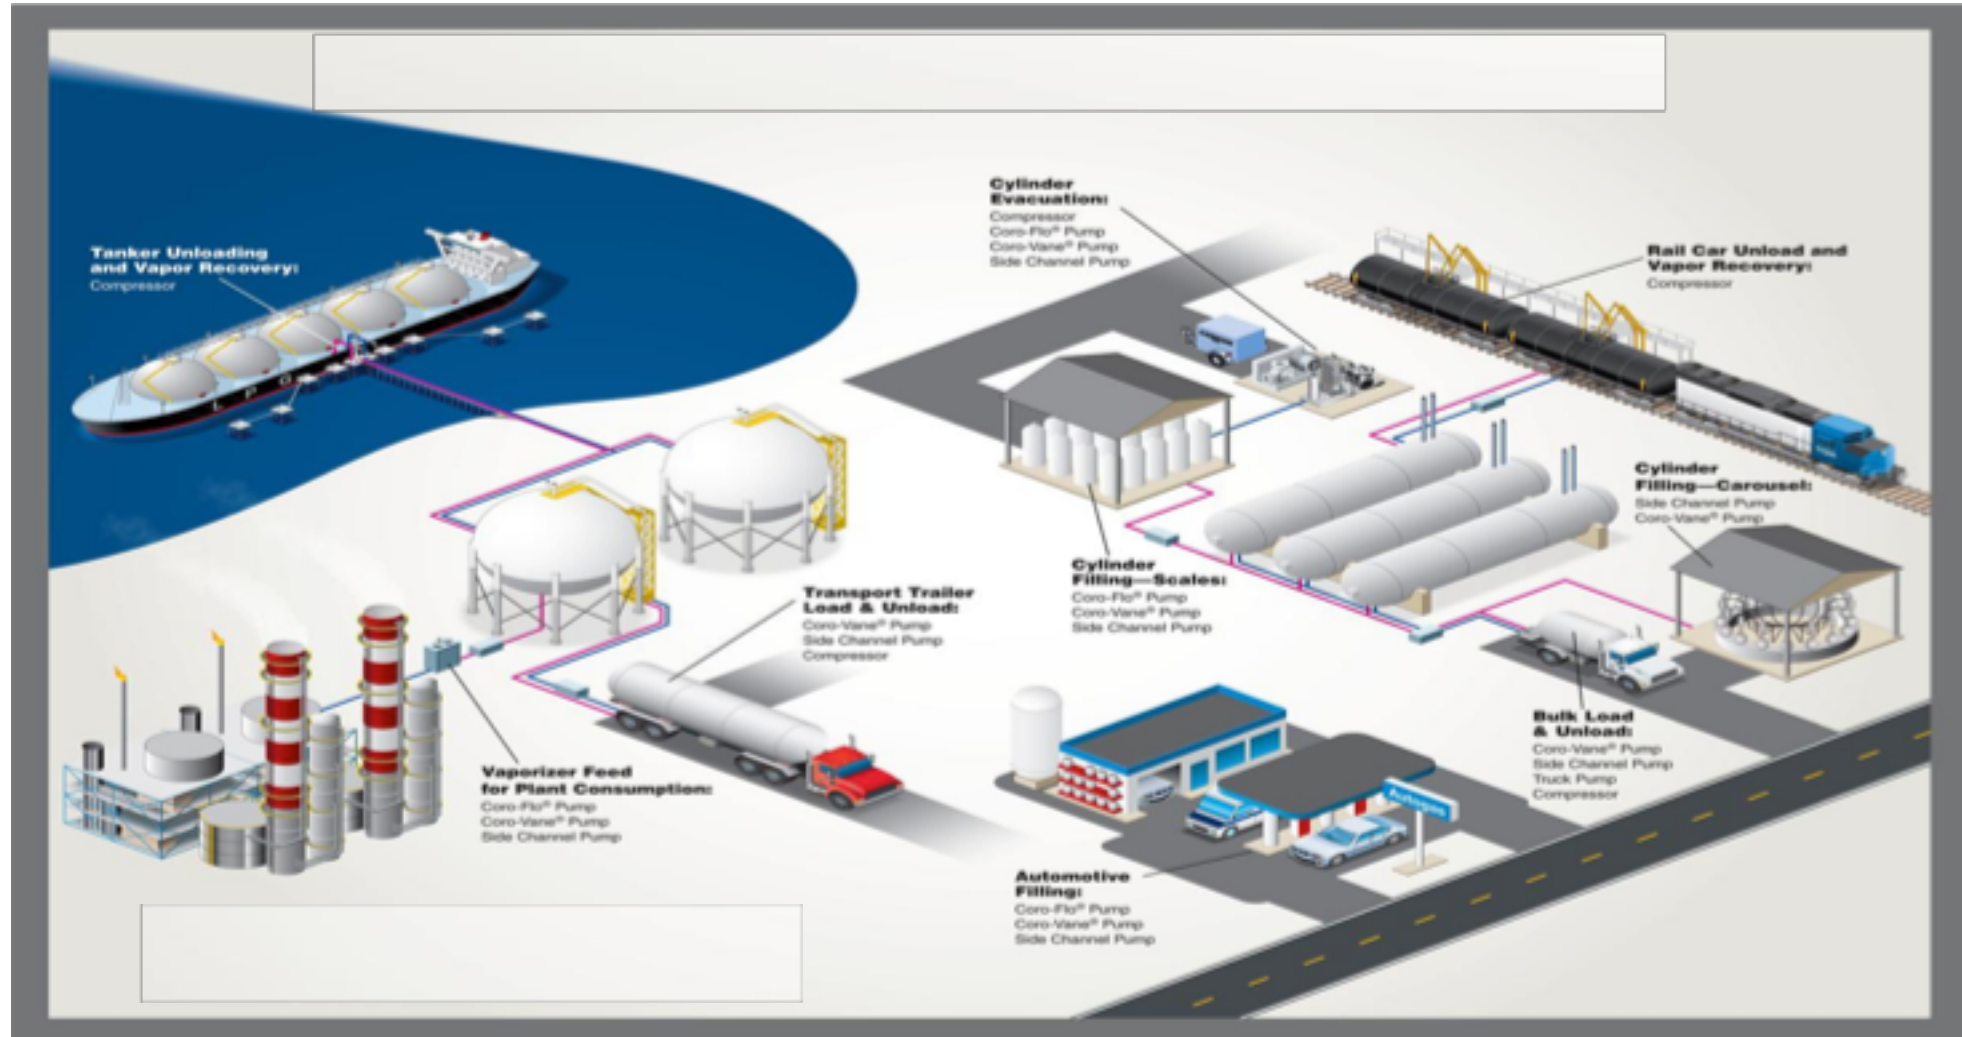 Tanker Unloading
and Vapor Recovery:
Compressor
L P G
Cylinder
Evacuation:
Compressor
Coro-Flo® Pump
Coro-Vane® Pump
Side Channel Pump
Rail Car Unload and
Vapor Recovery:
Compressor
Cylinder
Filling—Carousel:
Side Channel Pump
Coro-Vane® Pump
Cylinder
Filling—Scales:
Coro-Flo® Pump
Coro-Vane® Pump
Side Channel Pump
Transport Trailer
Load & Unload:
Coro-Vane® Pump
Side Channel Pump
Compressor
Vaporizer Feed
for Plant Consumption:
Coro-Flo® Pump
Coro-Vane® Pump
Side Channel Pump
Bulk Load
& Unload:
Coro-Vane® Pump
Side Channel Pump
Truck Pump
Compressor
Autogas
Automotive
Filling:
Coro-Flo® Pump
Coro-Vane® Pump
Side Channel Pump